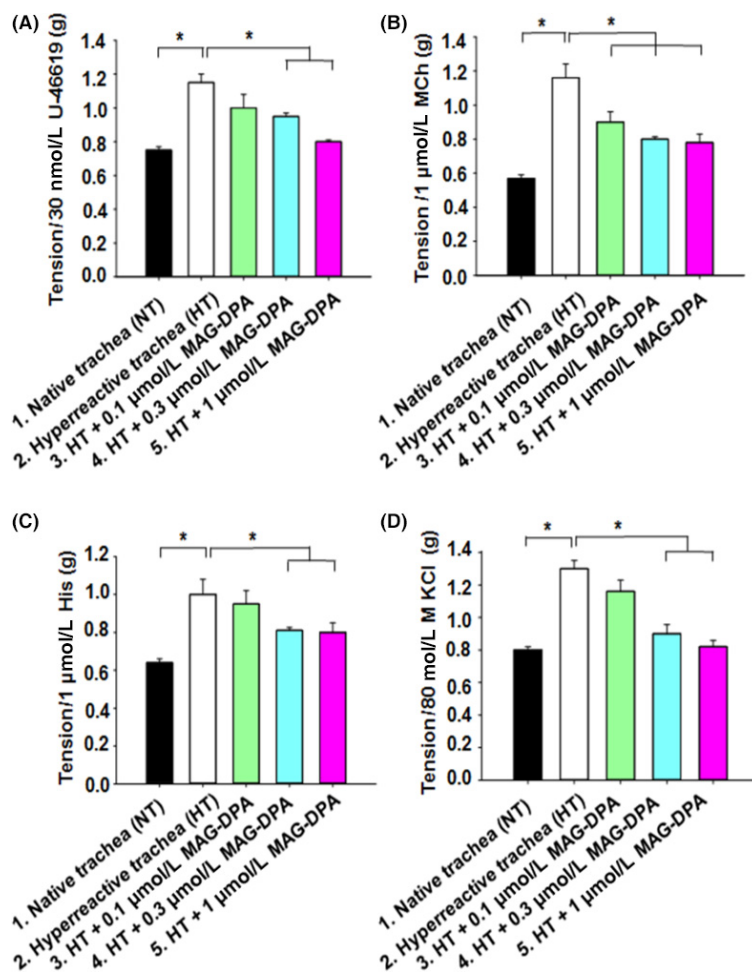 (A)
Tension/30 nmol/L U-46619 (g)
1.4
1.2
1.0
0.8
0.6
0.4
0.2
0.0
*
*
1. Native trachea (NT)
2. Hyperreactive trachea (HT)
3. HT + 0.1 µmol/L MAG-DPA
4. HT + 0.3 µmol/L MAG-DPA
5. HT + 1 µmol/L MAG-DPA
(B)
Tension /1 µmol/L MCh (g)
1.4
1.2
1.0
0.8
0.6
0.4
0.2
0.0
*
*
1. Native trachea (NT)
2. Hyperreactive trachea (HT)
3. HT + 0.1 µmol/L MAG-DPA
4. HT + 0.3 µmol/L MAG-DPA
5. HT + 1 µmol/L MAG-DPA
(C)
Tension/1 µmol/L His (g)
1.2
1.0
0.8
0.6
0.4
0.2
0.0
*
*
1. Native trachea (NT)
2. Hyperreactive trachea (HT)
3. HT + 0.1 µmol/L MAG-DPA
4. HT + 0.3 µmol/L MAG-DPA
5. HT + 1 µmol/L MAG-DPA
(D)
Tension/80 mol/L M KCl (g)
1.4
1.2
1.0
0.8
0.6
0.4
0.2
0.0
*
*
1. Native trachea (NT)
2. Hyperreactive trachea (HT)
3. HT + 0.1 µmol/L MAG-DPA
4. HT + 0.3 µmol/L MAG-DPA
5. HT + 1 µmol/L MAG-DPA